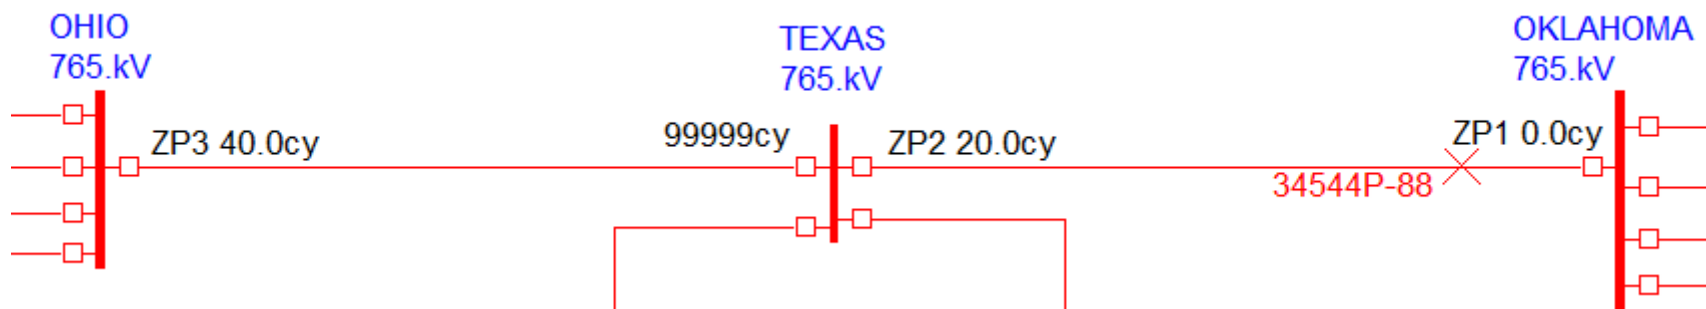 OHIO
765.kV
TEXAS
765.kV
OKLAHOMA
765.kV
ZP3 40.0cy
99999cy
ZP2 20.0cy
ZP1 0.0cy
34544P-88